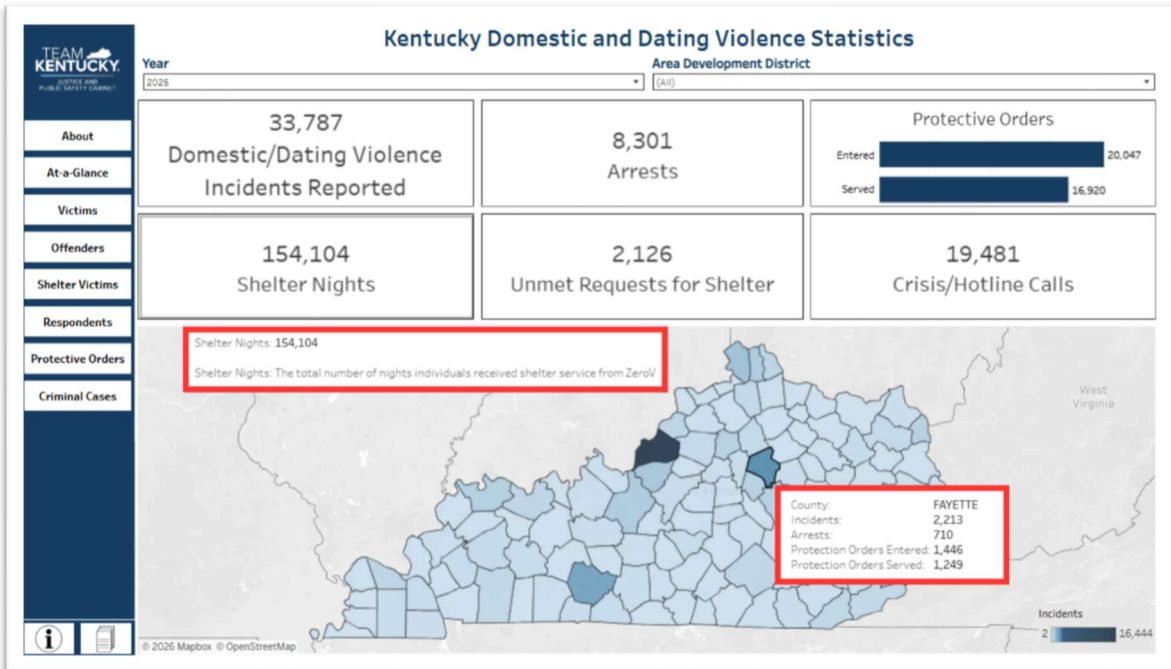 TEAM
KENTUCKY
JUSTICE AND
PUBLIC SAFETY CABINET
About
At-a-Glance
Victims
Offenders
Shelter Victims
Respondents
Protective Orders
Criminal Cases
Kentucky Domestic and Dating Violence Statistics
Year
2025
Area Development District
(All)
33,787
Domestic/Dating Violence
Incidents Reported
8,301
Arrests
Protective Orders
Entered 20,047
Served 16,920
154,104
Shelter Nights
2,126
Unmet Requests for Shelter
19,481
Crisis/Hotline Calls
Shelter Nights: 154,104
Shelter Nights: The total number of nights individuals received shelter service from ZeroV
West
Virginia
County: FAYETTE
Incidents: 2,213
Arrests: 710
Protection Orders Entered: 1,446
Protection Orders Served: 1,249
Incidents
2 16,444
© 2026 Mapbox © OpenStreetMap